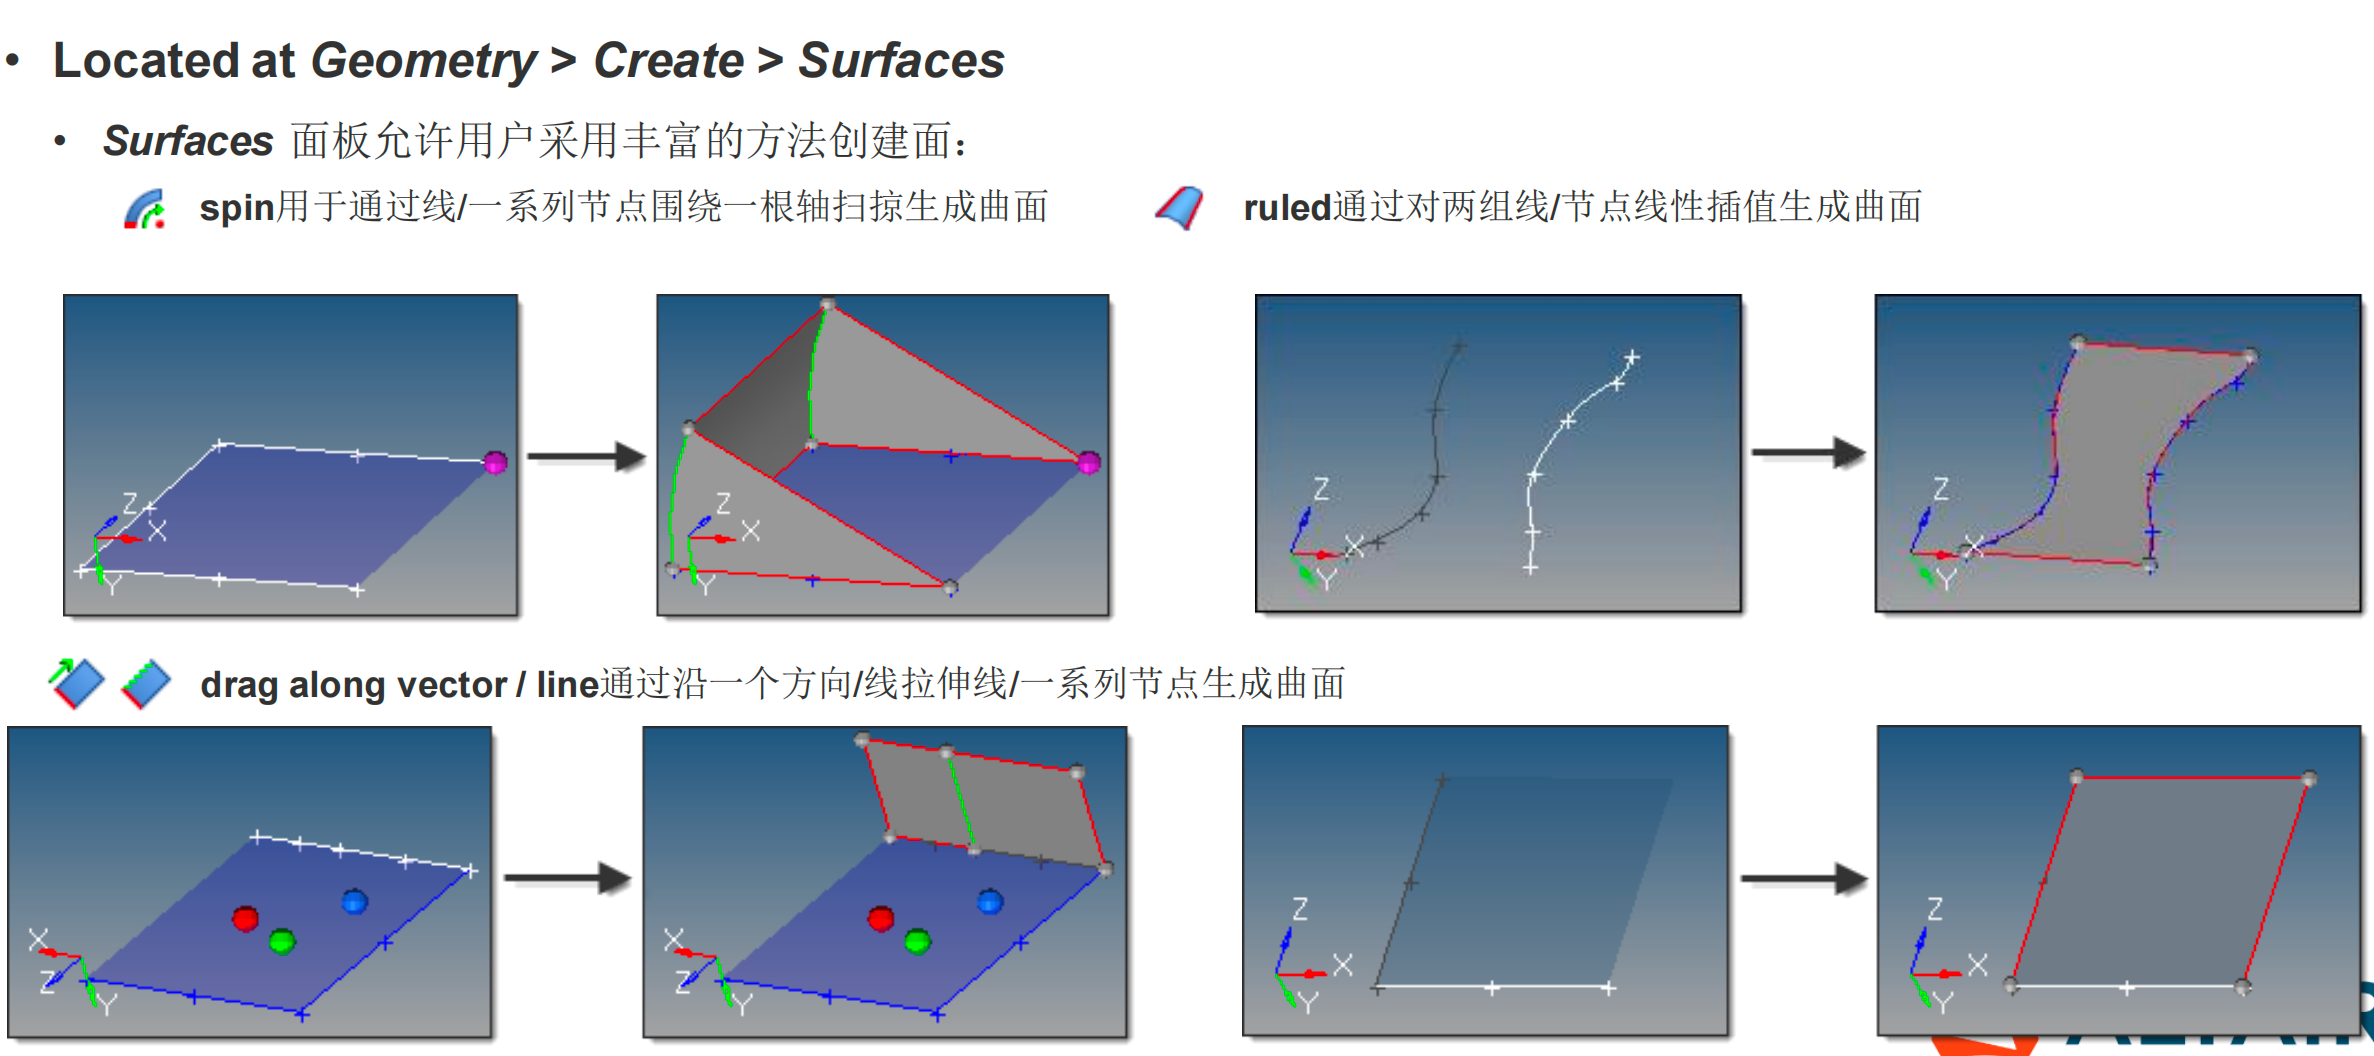 • Located at Geometry > Create > Surfaces
• Surfaces 面板允许用户采用丰富的方法创建面：
spin用于通过线/一系列节点围绕一根轴扫掠生成曲面
ruled通过对两组线/节点线性插值生成曲面
Z X Y
Z X Y
Z X Y
Z X Y
drag along vector / line通过沿一个方向/线拉伸线/一系列节点生成曲面
X Z Y
X Z Y
Z X Y
Z X Y